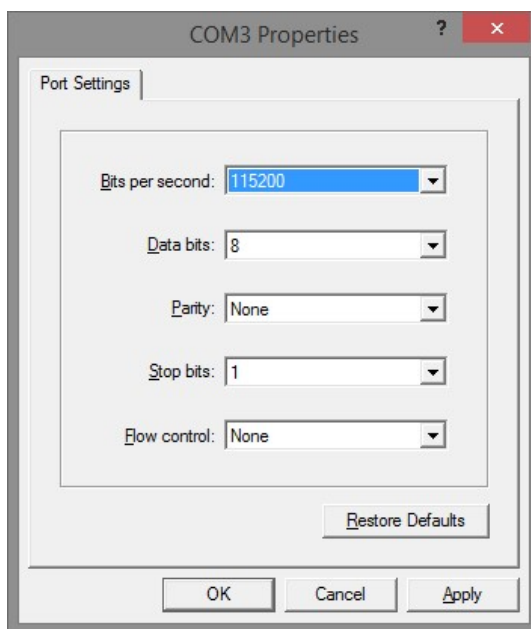 COM3 Properties ? ×
Port Settings
Bits per second: 115200
Data bits: 8
Parity: None
Stop bits: 1
Flow control: None
Restore Defaults
OK Cancel Apply